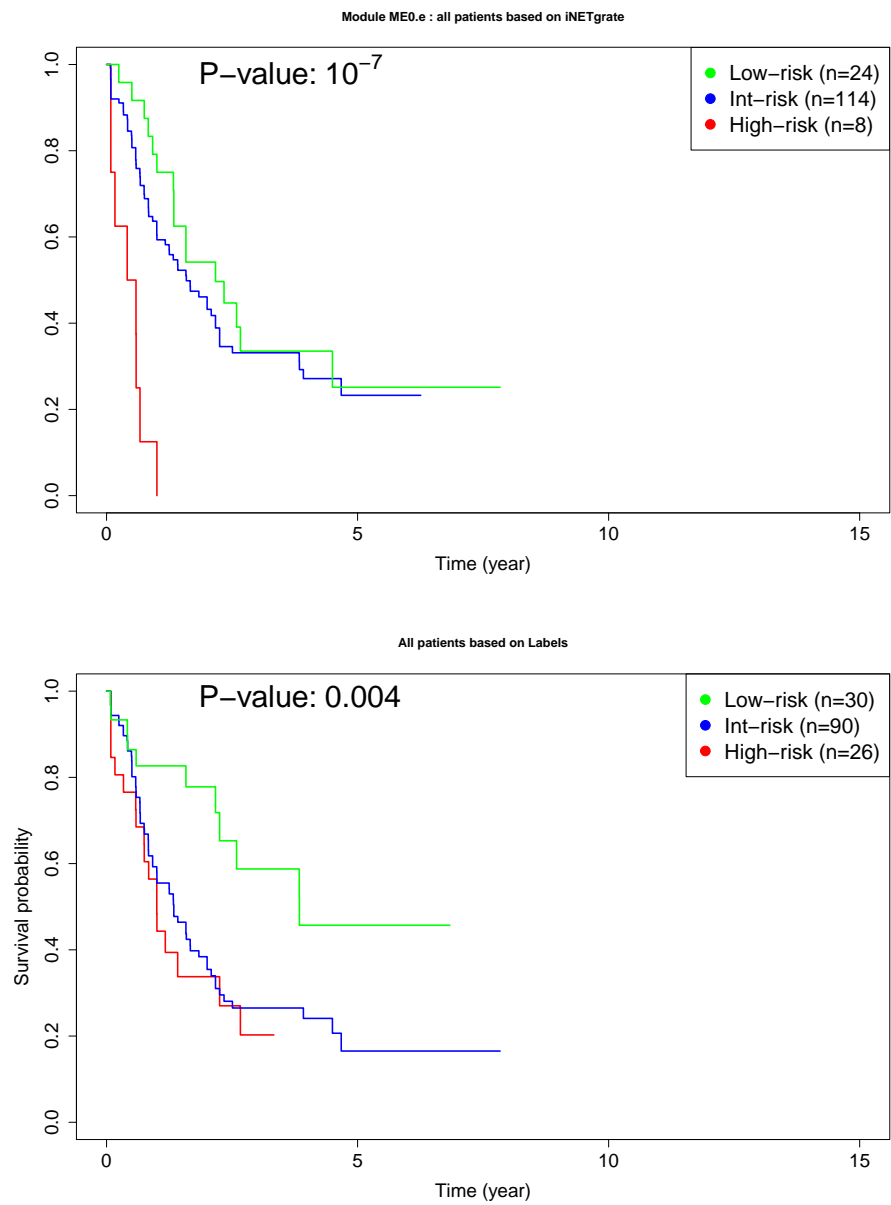 Module ME0.e : all patients based on iNETgrate
P−value: 10⁻⁷
Low−risk (n=24)
Int−risk (n=114)
High−risk (n=8)
1.0
0.8
0.6
0.4
0.2
0.0
0 5 10 15
Time (year)
All patients based on Labels
P−value: 0.004
Low−risk (n=30)
Int−risk (n=90)
High−risk (n=26)
Survival probability
1.0
0.8
0.6
0.4
0.2
0.0
0 5 10 15
Time (year)